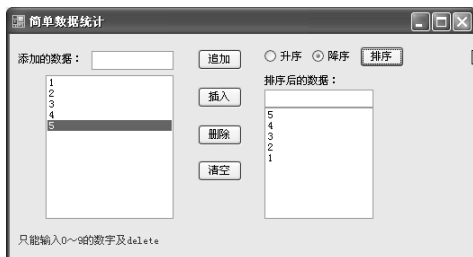 简单数据统计
添加的数据：
追加
升序
降序
排序
1
2
3
4
5
插入
删除
清空
排序后的数据：
5
4
3
2
1
只能输入0～9的数字及delete